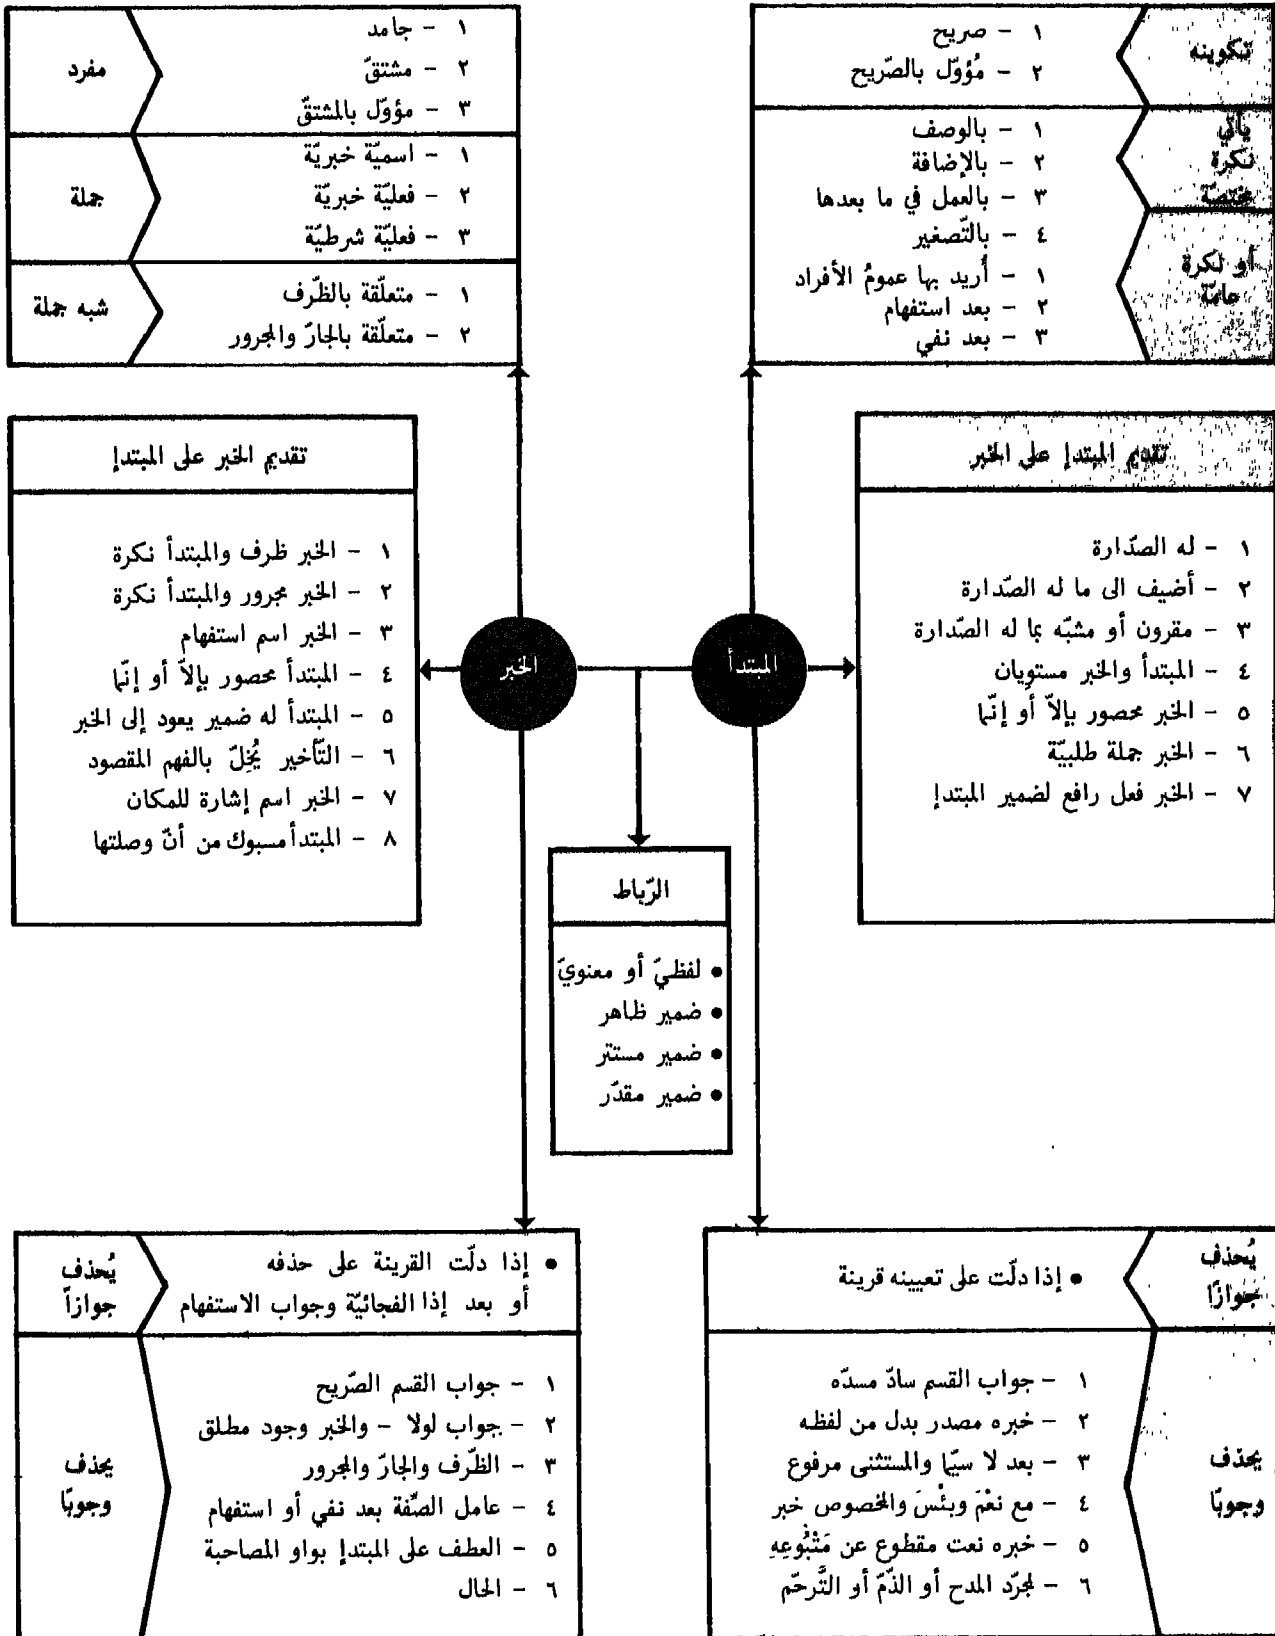 تكوينه
١ - صريح
٢ - مُؤوّل بالصّريح
يأتي
نكرة
مختصّة
١ - بالوصف
٢ - بالإضافة
٣ - بالعمل في ما بعدها
٤ - بالتّصغير
أو نكرة
عامّة
١ - أُريد بها عمومُ الأفراد
٢ - بعد استفهام
٣ - بعد نفي
مفرد
١ - جامد
٢ - مشتقّ
٣ - مؤوّل بالمشتقّ
جملة
١ - اسميّة خبريّة
٢ - فعليّة خبريّة
٣ - فعليّة شرطيّة
شبه جملة
١ - متعلّقة بالظّرف
٢ - متعلّقة بالجارّ والمجرور
تقديم المبتدإ على الخبر
١ - له الصّدارة
٢ - أضيف الى ما له الصّدارة
٣ - مقرون أو مشبّه بما له الصّدارة
٤ - المبتدأ والخبر مستويان
٥ - الخبر محصور بإلاّ أو إنّما
٦ - الخبر جملة طلبيّة
٧ - الخبر فعل رافع لضمير المبتدإ
تقديم الخبر على المبتدإ
١ - الخبر ظرف والمبتدأ نكرة
٢ - الخبر مجرور والمبتدأ نكرة
٣ - الخبر اسم استفهام
٤ - المبتدأ محصور بإلاّ أو إنّما
٥ - المبتدأ له ضمير يعود إلى الخبر
٦ - التّأخير يُخِلّ بالفهم المقصود
٧ - الخبر اسم إشارة للمكان
٨ - المبتدأ مسبوك من أنّ وصلتها
المبتدأ
الخبر
الرّباط
• لفظيّ أو معنويّ
• ضمير ظاهر
• ضمير مستتر
• ضمير مقدّر
يُحذف
جوازًا
• إذا دلّت على تعيينه قرينة
يحذف
وجوبًا
١ - جواب القسم سادّ مسدّه
٢ - خبره مصدر بدل من لفظه
٣ - بعد لا سيّما والمستثنى مرفوع
٤ - مع نعْمَ وبئْسَ والمخصوص خبر
٥ - خبره نعت مقطوع عن مَتْبُوعِهِ
٦ - لمجرّد المدح أو الذّمّ أو التَّرحّم
يُحذف
جوازاً
• إذا دلّت القرينة على حذفه
أو بعد إذا الفجائيّة وجواب الاستفهام
يحذف
وجوبًا
١ - جواب القسم الصّريح
٢ - جواب لولا - والخبر وجود مطلق
٣ - الظّرف والجارّ والمجرور
٤ - عامل الصِّفة بعد نفي أو استفهام
٥ - العطف على المبتدإ بواو المصاحبة
٦ - الحال